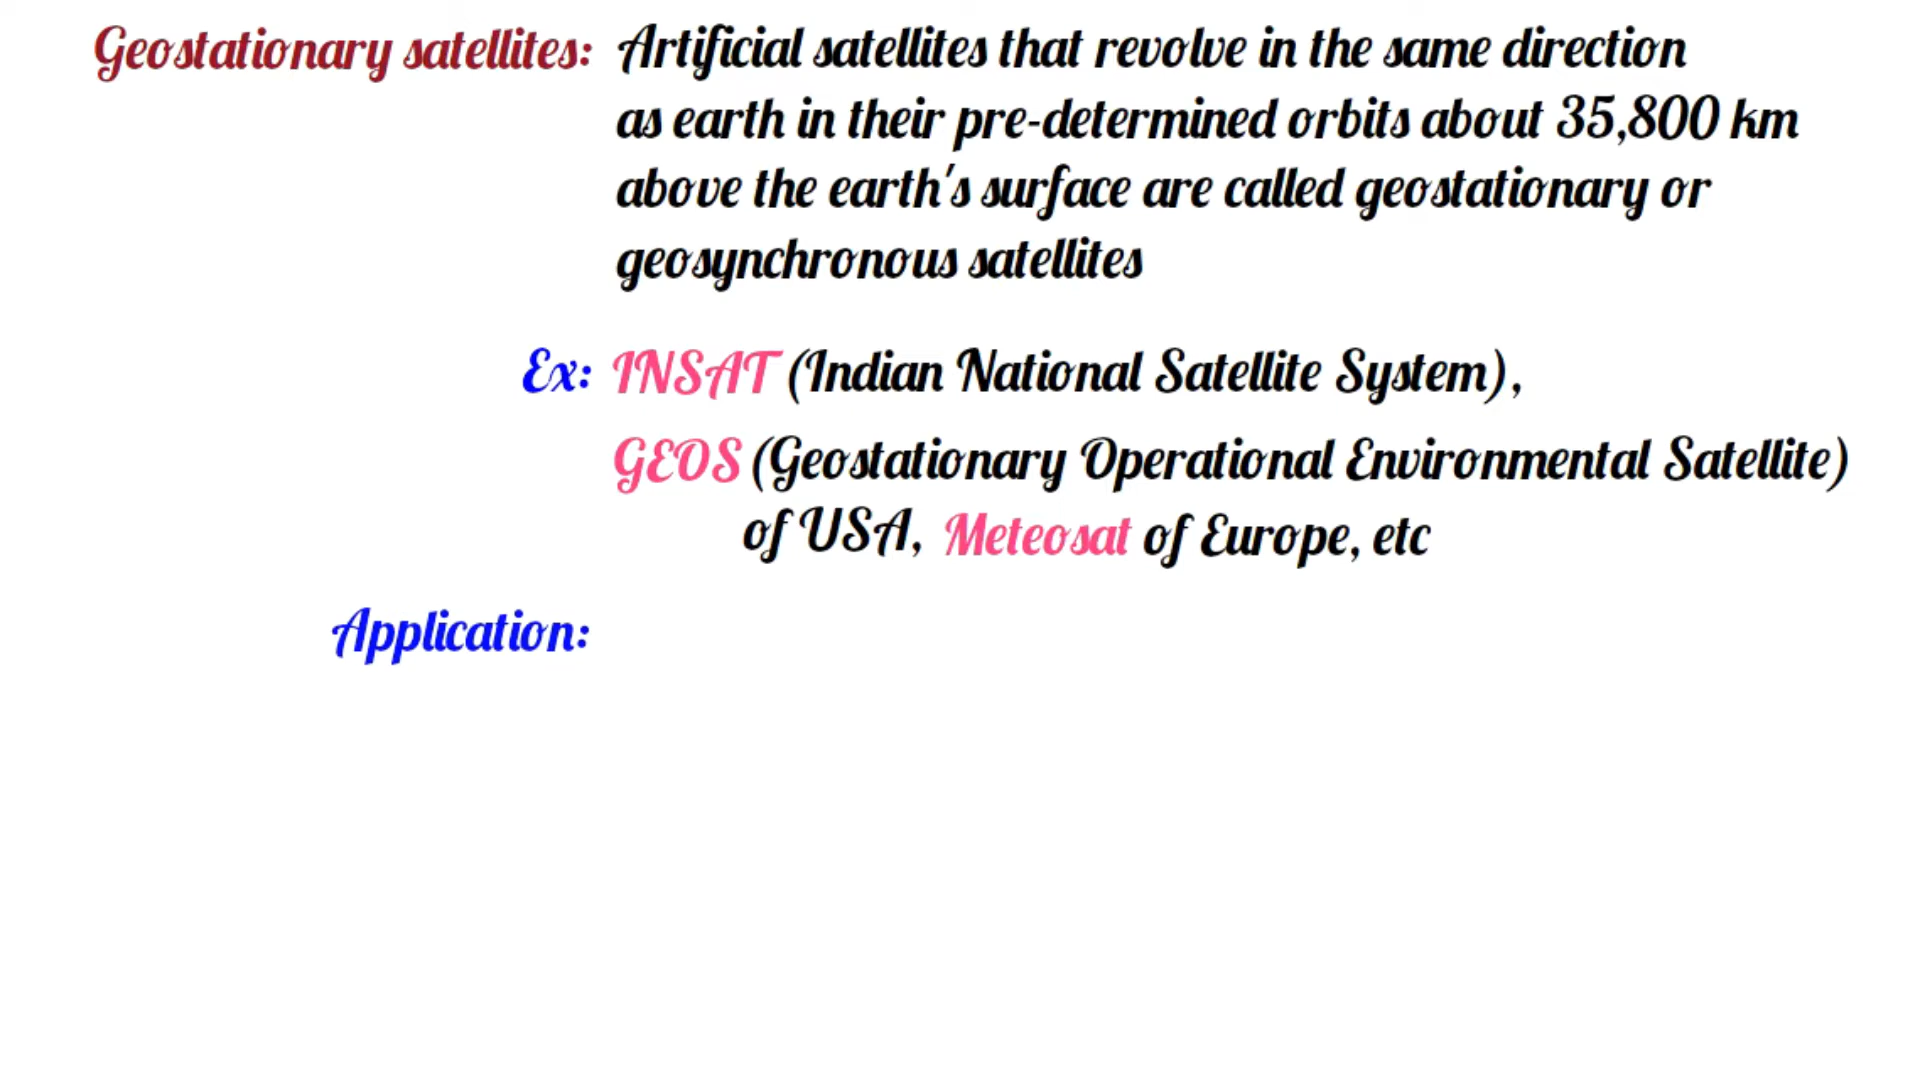 Geostationary satellites: Artificial satellites that revolve in the same direction
as earth in their pre-determined orbits about 35,800 km
above the earth's surface are called geostationary or
geosynchronous satellites
Ex: INSAT (Indian National Satellite System),
GEOS (Geostationary Operational Environmental Satellite)
of USA, Meteosat of Europe, etc
Application: